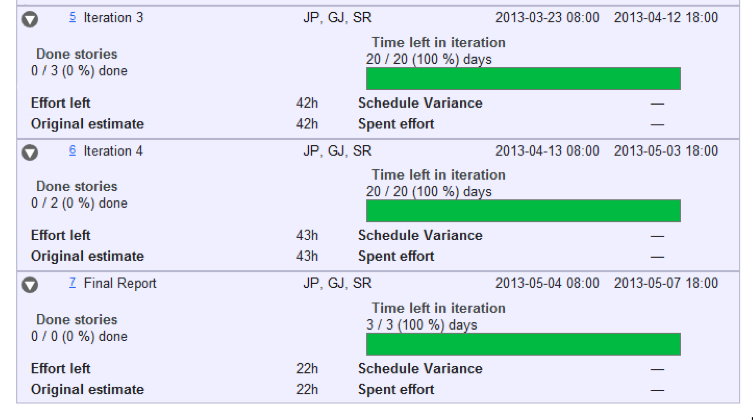 5 Iteration 3 JP, GJ, SR 2013-03-23 08:00 2013-04-12 18:00
Time left in iteration
Done stories 20 / 20 (100 %) days
0 / 3 (0 %) done
Effort left 42h Schedule Variance —
Original estimate 42h Spent effort —
6 Iteration 4 JP, GJ, SR 2013-04-13 08:00 2013-05-03 18:00
Time left in iteration
Done stories 20 / 20 (100 %) days
0 / 2 (0 %) done
Effort left 43h Schedule Variance —
Original estimate 43h Spent effort —
7 Final Report JP, GJ, SR 2013-05-04 08:00 2013-05-07 18:00
Time left in iteration
Done stories 3 / 3 (100 %) days
0 / 0 (0 %) done
Effort left 22h Schedule Variance —
Original estimate 22h Spent effort —